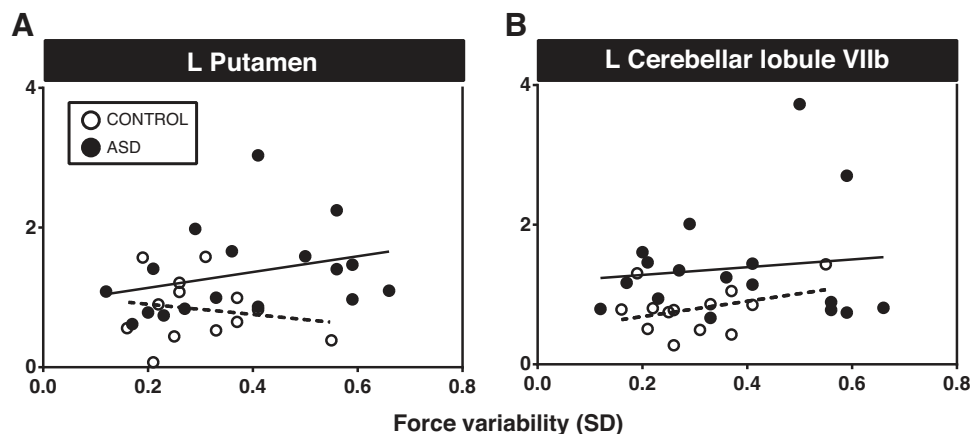 A
B
L Putamen
L Cerebellar lobule VIIb
4
2
0
CONTROL
ASD
0.0 0.2 0.4 0.6 0.8
4
2
0
0.0 0.2 0.4 0.6 0.8
Force variability (SD)